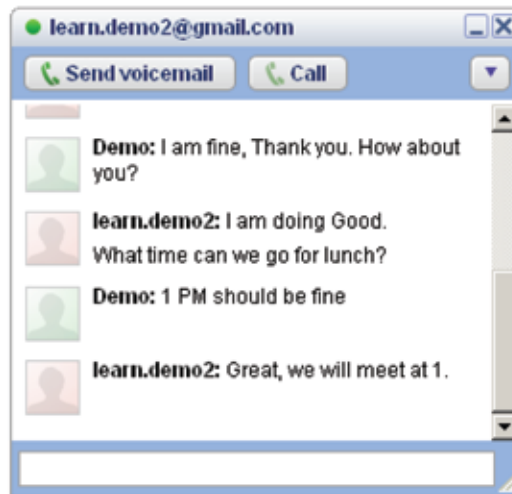 learn.demo2@gmail.com
Send voicemail Call
Demo: I am fine, Thank you. How about
you?
learn.demo2: I am doing Good.
What time can we go for lunch?
Demo: 1 PM should be fine
learn.demo2: Great, we will meet at 1.